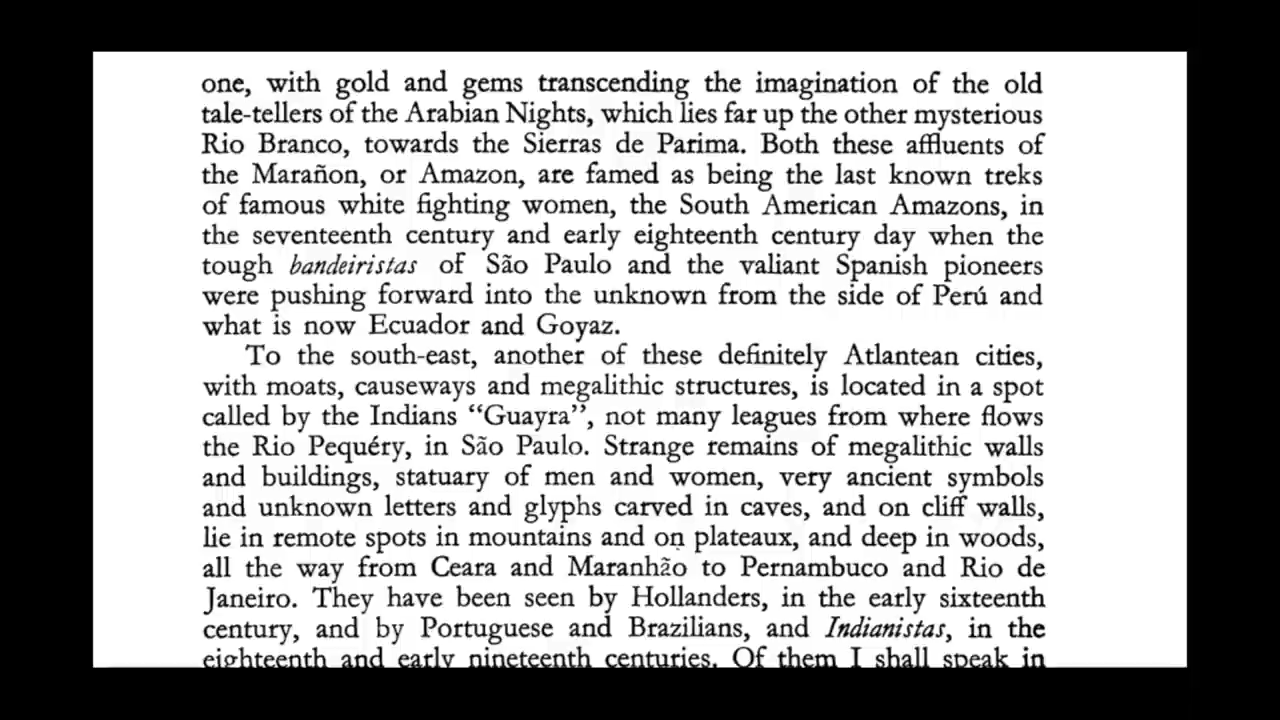 one, with gold and gems transcending the imagination of the old
tale-tellers of the Arabian Nights, which lies far up the other mysterious
Rio Branco, towards the Sierras de Parima. Both these affluents of
the Marañon, or Amazon, are famed as being the last known treks
of famous white fighting women, the South American Amazons, in
the seventeenth century and early eighteenth century day when the
tough bandeiristas of São Paulo and the valiant Spanish pioneers
were pushing forward into the unknown from the side of Perú and
what is now Ecuador and Goyaz.
To the south-east, another of these definitely Atlantean cities,
with moats, causeways and megalithic structures, is located in a spot
called by the Indians “Guayra”, not many leagues from where flows
the Rio Pequéry, in São Paulo. Strange remains of megalithic walls
and buildings, statuary of men and women, very ancient symbols
and unknown letters and glyphs carved in caves, and on cliff walls,
lie in remote spots in mountains and on plateaux, and deep in woods,
all the way from Ceara and Maranhão to Pernambuco and Rio de
Janeiro. They have been seen by Hollanders, in the early sixteenth
century, and by Portuguese and Brazilians, and Indianistas, in the
eighteenth and early nineteenth centuries. Of them I shall speak in